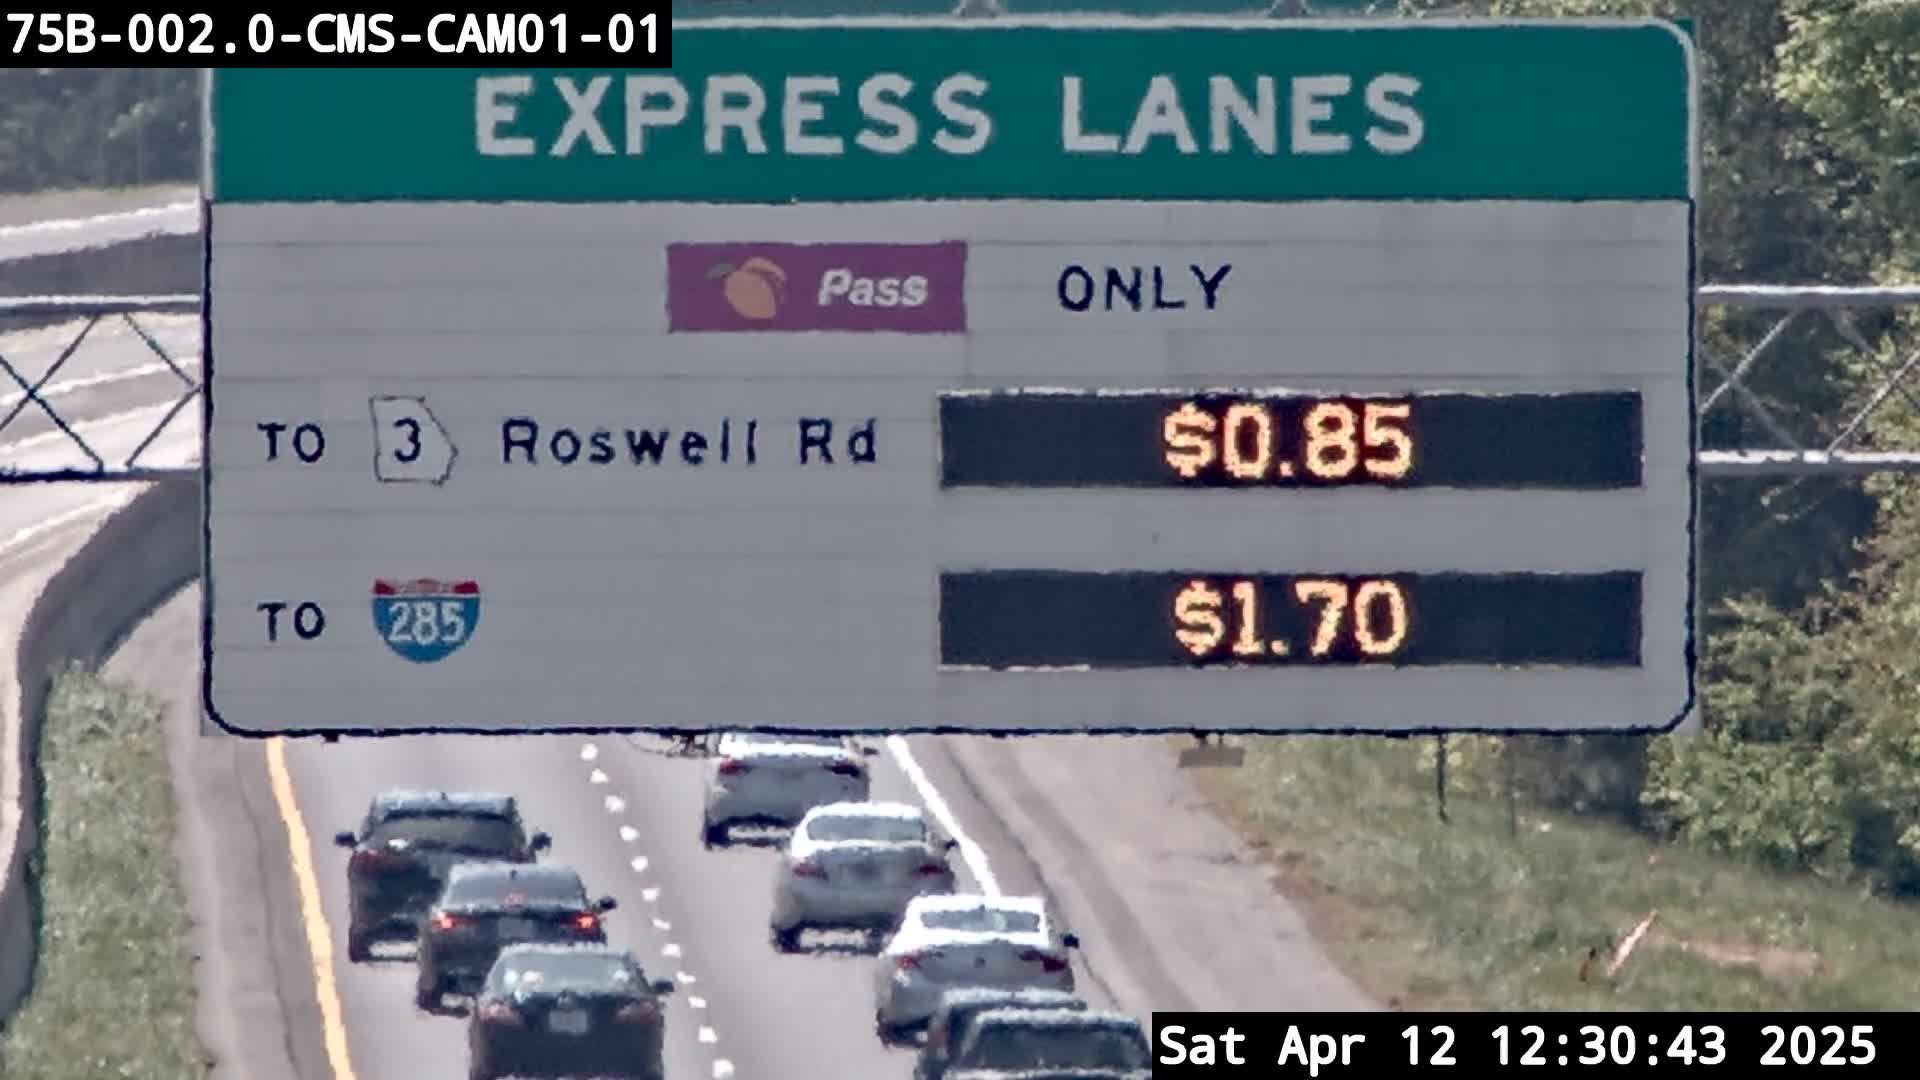 75B-002.0-CMS-CAM01-01
EXPRESS LANES
Pass ONLY
TO 3 Roswell Rd $0.85
TO 285 $1.70
Sat Apr 12 12:30:43 2025